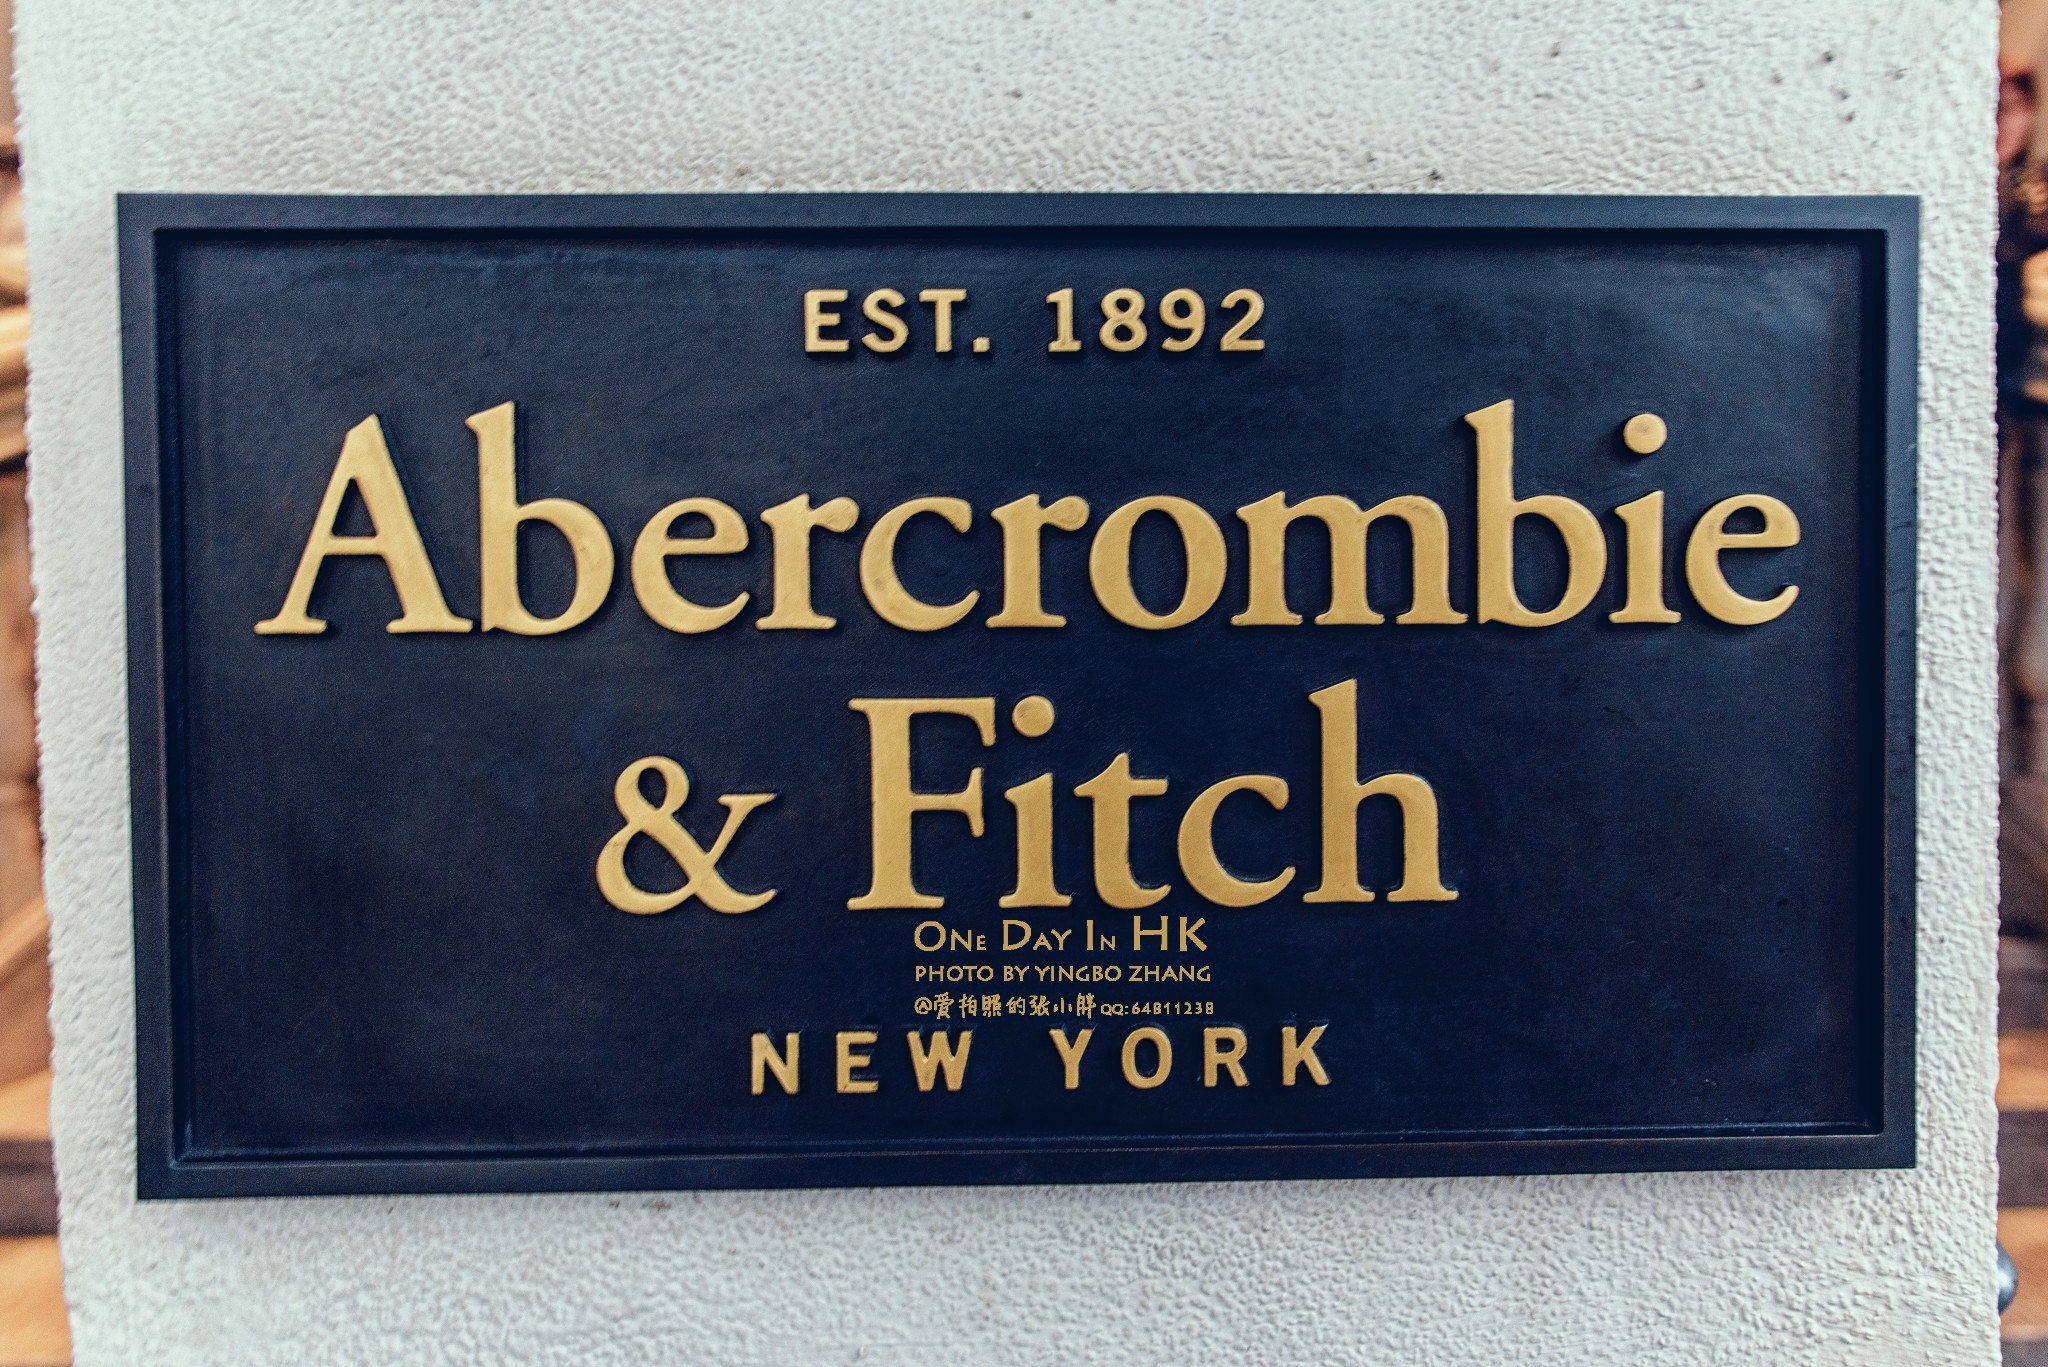 EST. 1892
Abercrombie
& Fitch
ONE DAY IN HK
PHOTO BY YINGBO ZHANG
@爱拍照的张小胖 QQ:64811238
NEW YORK